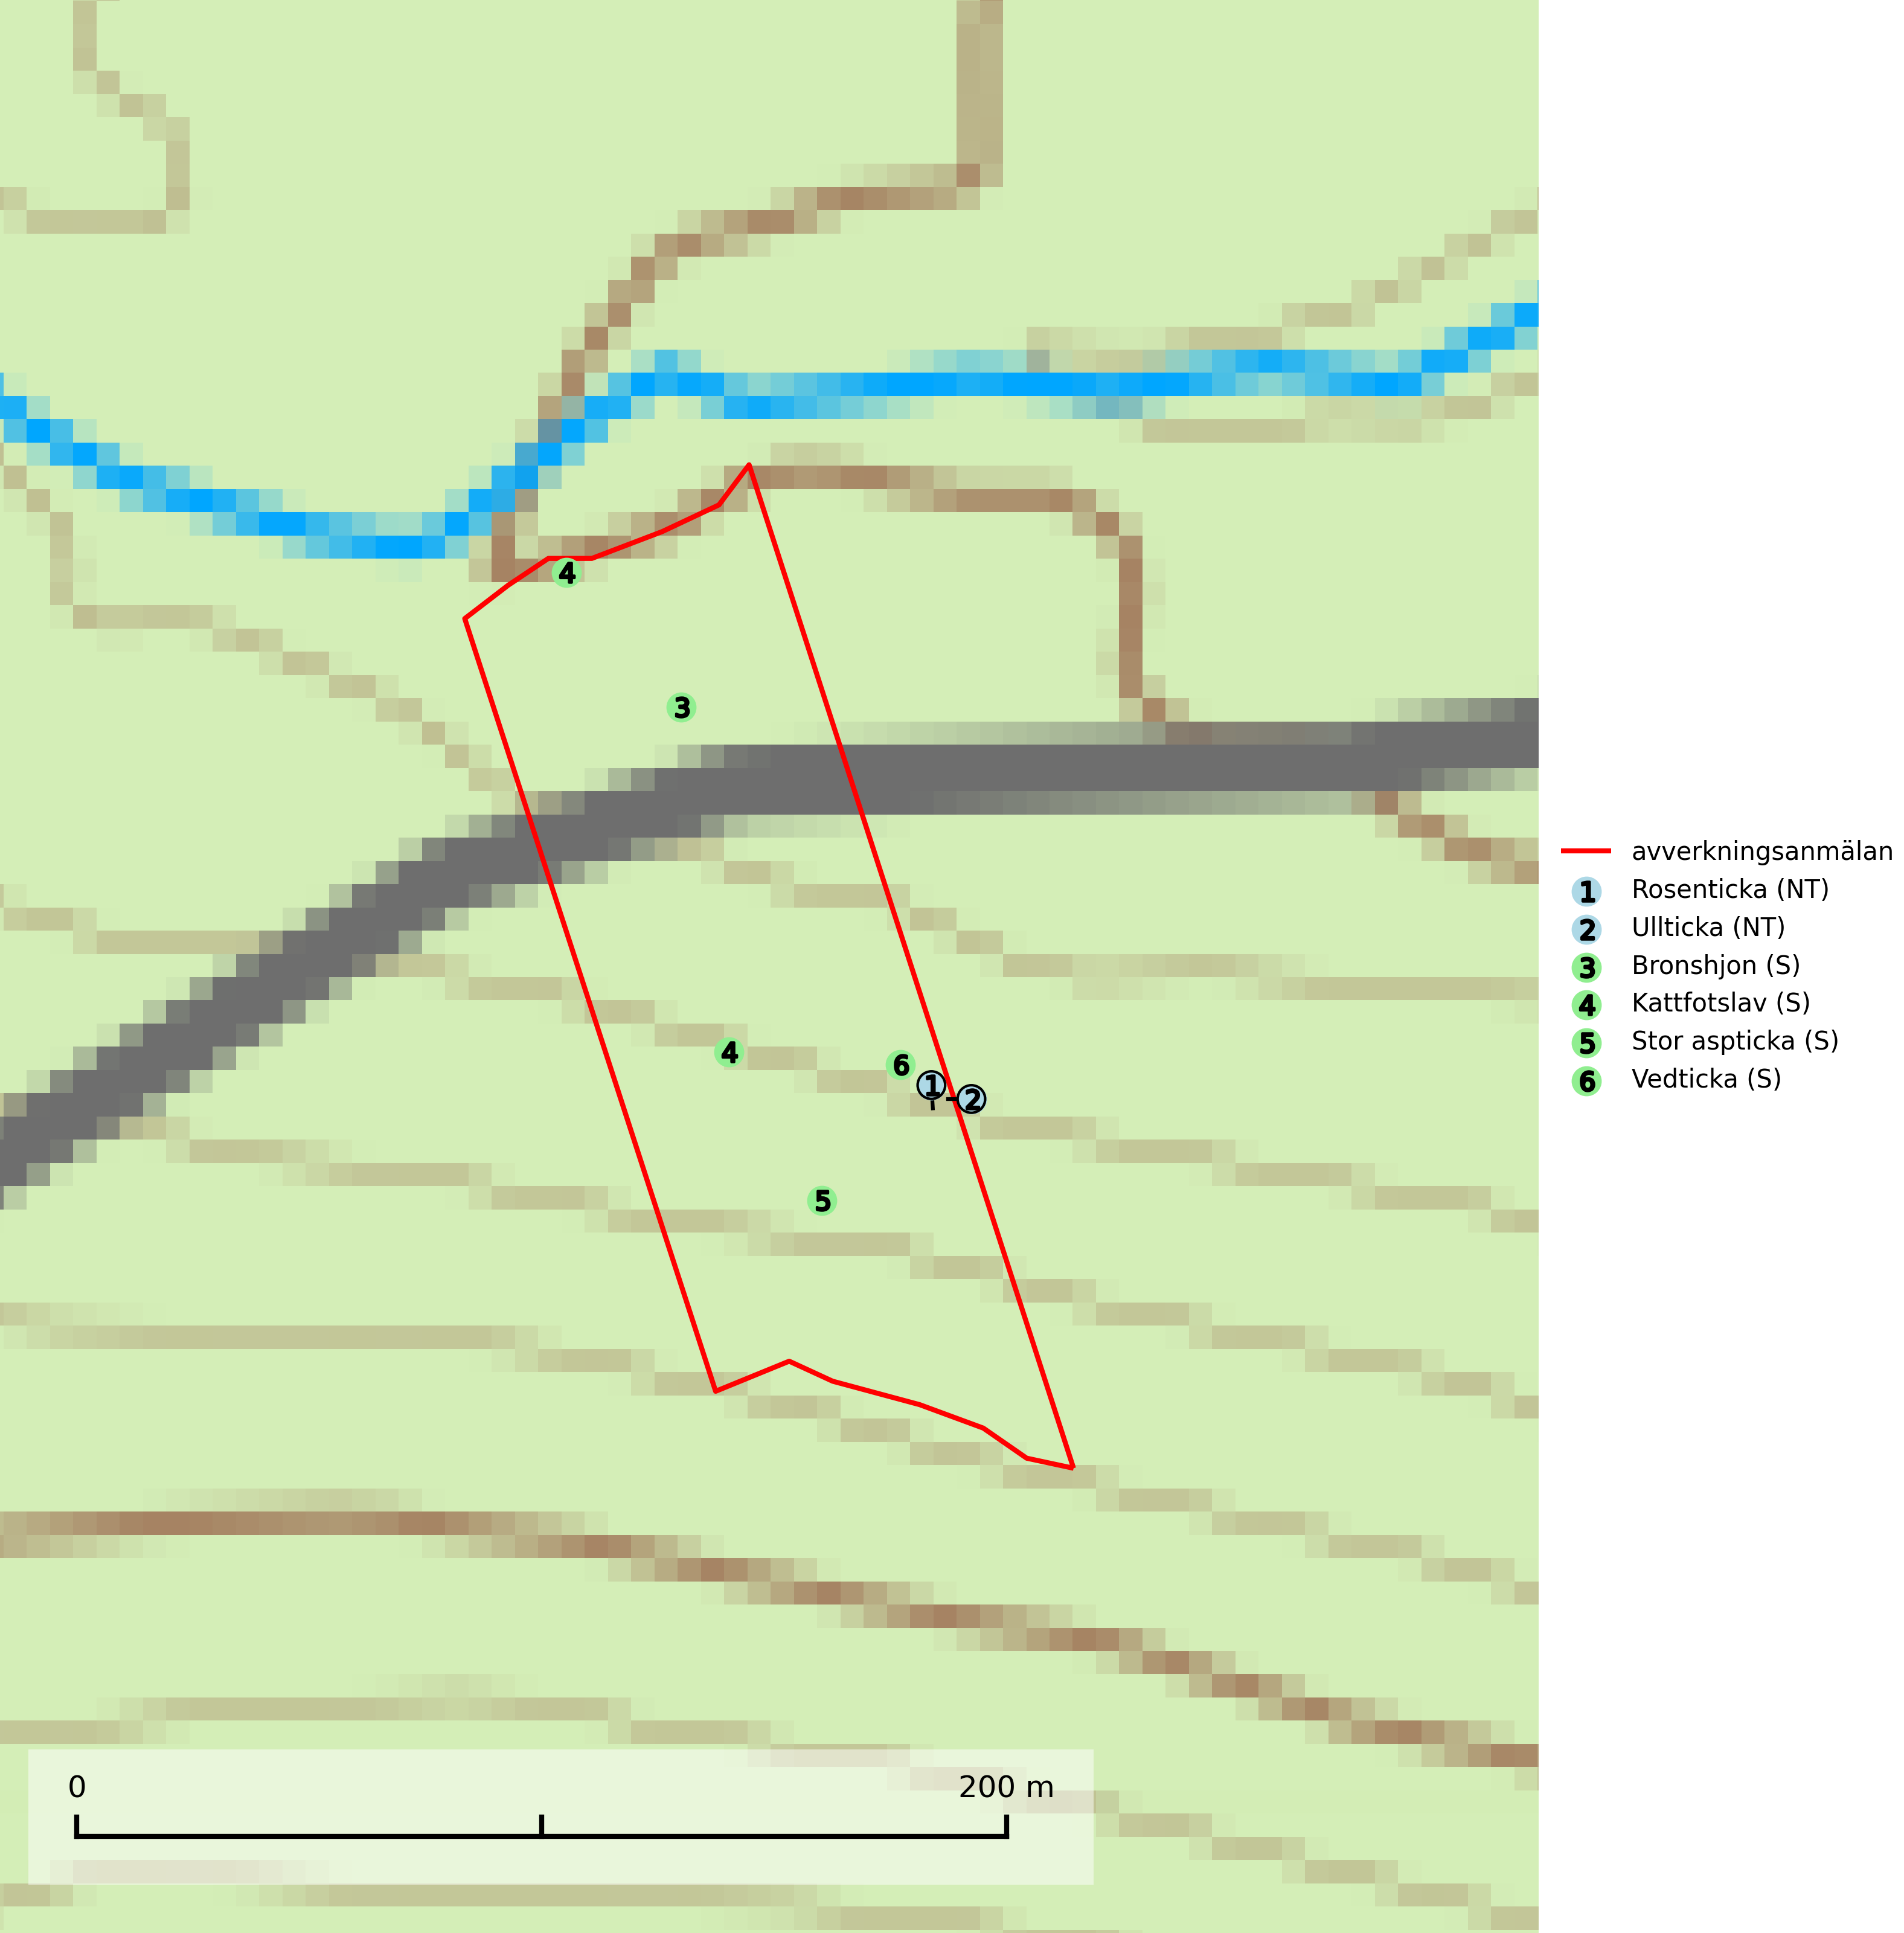 4
3
4
6
1
2
5
avverkningsanmälan
1 Rosenticka (NT)
2 Ullticka (NT)
3 Bronshjon (S)
4 Kattfotslav (S)
5 Stor aspticka (S)
6 Vedticka (S)
0 200 m